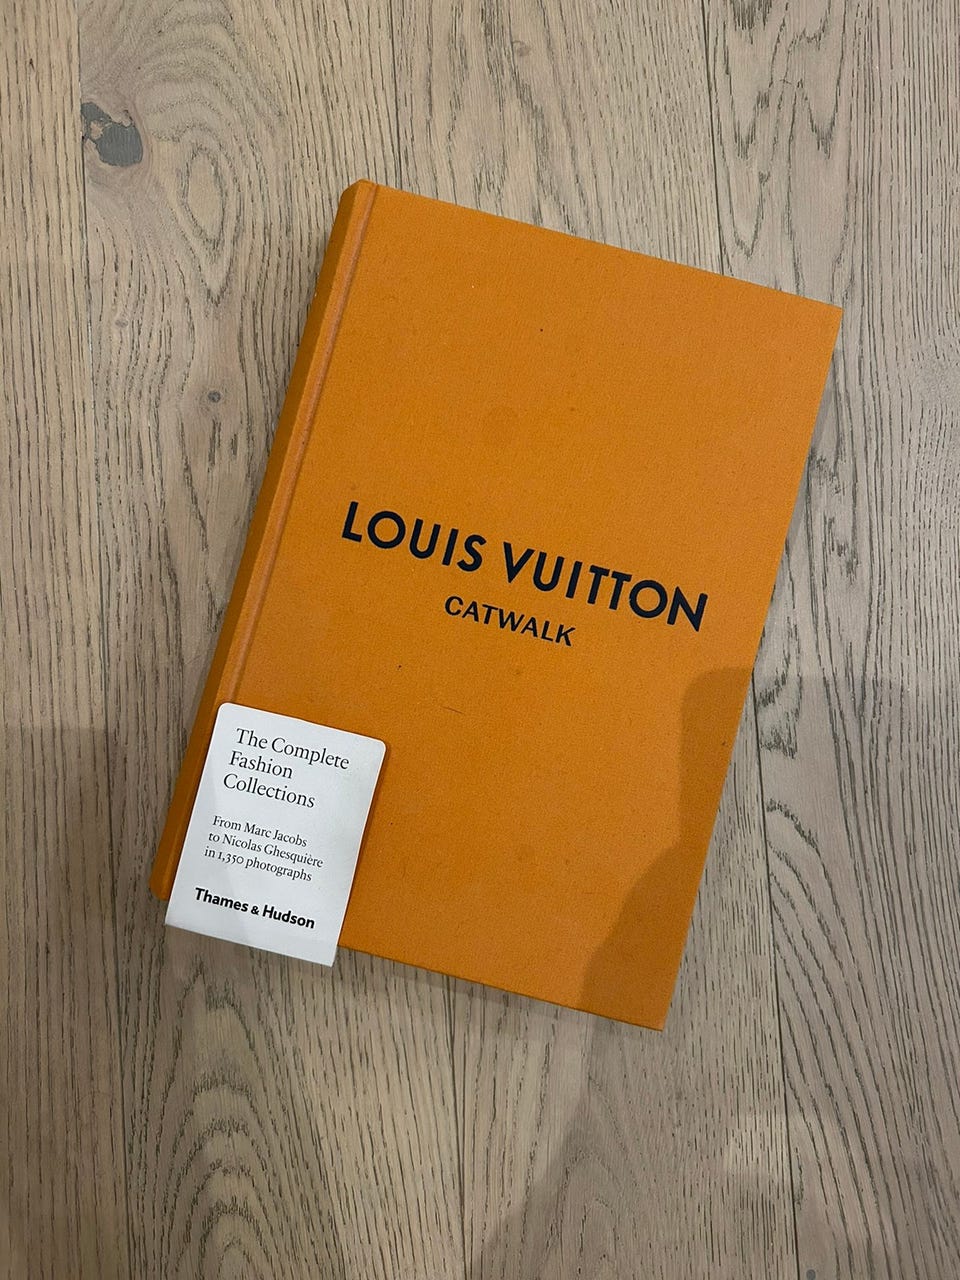 LOUIS VUITTON
CATWALK
The Complete
Fashion
Collections
From Marc Jacobs
to Nicolas Ghesquière
in 1,350 photographs
Thames & Hudson